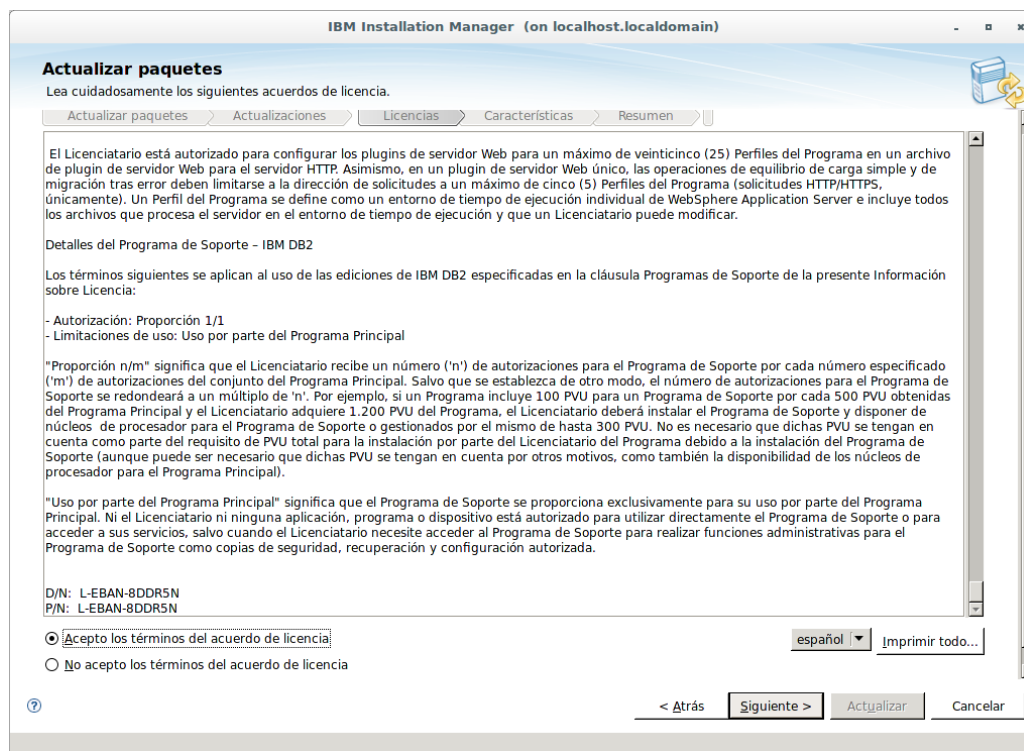 IBM Installation Manager (on localhost.localdomain)
Actualizar paquetes
Lea cuidadosamente los siguientes acuerdos de licencia.
Actualizar paquetes
Actualizaciones
Licencias
Características
Resumen
El Licenciatario está autorizado para configurar los plugins de servidor Web para un máximo de veinticinco (25) Perfiles del Programa en un archivo
de plugin de servidor Web para el servidor HTTP. Asimismo, en un plugin de servidor Web único, las operaciones de equilibrio de carga simple y de
migración tras error deben limitarse a la dirección de solicitudes a un máximo de cinco (5) Perfiles del Programa (solicitudes HTTP/HTTPS,
únicamente). Un Perfil del Programa se define como un entorno de tiempo de ejecución individual de WebSphere Application Server e incluye todos
los archivos que procesa el servidor en el entorno de tiempo de ejecución y que un Licenciatario puede modificar.
Detalles del Programa de Soporte – IBM DB2
Los términos siguientes se aplican al uso de las ediciones de IBM DB2 especificadas en la cláusula Programas de Soporte de la presente Información
sobre Licencia:
- Autorización: Proporción 1/1
- Limitaciones de uso: Uso por parte del Programa Principal
"Proporción n/m" significa que el Licenciatario recibe un número ('n') de autorizaciones para el Programa de Soporte por cada número especificado
('m') de autorizaciones del conjunto del Programa Principal. Salvo que se establezca de otro modo, el número de autorizaciones para el Programa de
Soporte se redondeará a un múltiplo de 'n'. Por ejemplo, si un Programa incluye 100 PVU para un Programa de Soporte por cada 500 PVU obtenidas
del Programa Principal y el Licenciatario adquiere 1.200 PVU del Programa, el Licenciatario deberá instalar el Programa de Soporte y disponer de
núcleos de procesador para el Programa de Soporte o gestionados por el mismo de hasta 300 PVU. No es necesario que dichas PVU se tengan en
cuenta como parte del requisito de PVU total para la instalación por parte del Licenciatario del Programa debido a la instalación del Programa de
Soporte (aunque puede ser necesario que dichas PVU se tengan en cuenta por otros motivos, como también la disponibilidad de los núcleos de
procesador para el Programa Principal).
"Uso por parte del Programa Principal" significa que el Programa de Soporte se proporciona exclusivamente para su uso por parte del Programa
Principal. Ni el Licenciatario ni ninguna aplicación, programa o dispositivo está autorizado para utilizar directamente el Programa de Soporte o para
acceder a sus servicios, salvo cuando el Licenciatario necesite acceder al Programa de Soporte para realizar funciones administrativas para el
Programa de Soporte como copias de seguridad, recuperación y configuración autorizada.
D/N: L-EBAN-8DDR5N
P/N: L-EBAN-8DDR5N
Acepto los términos del acuerdo de licencia
español
Imprimir todo...
No acepto los términos del acuerdo de licencia
?
< Atrás
Siguiente >
Actualizar
Cancelar